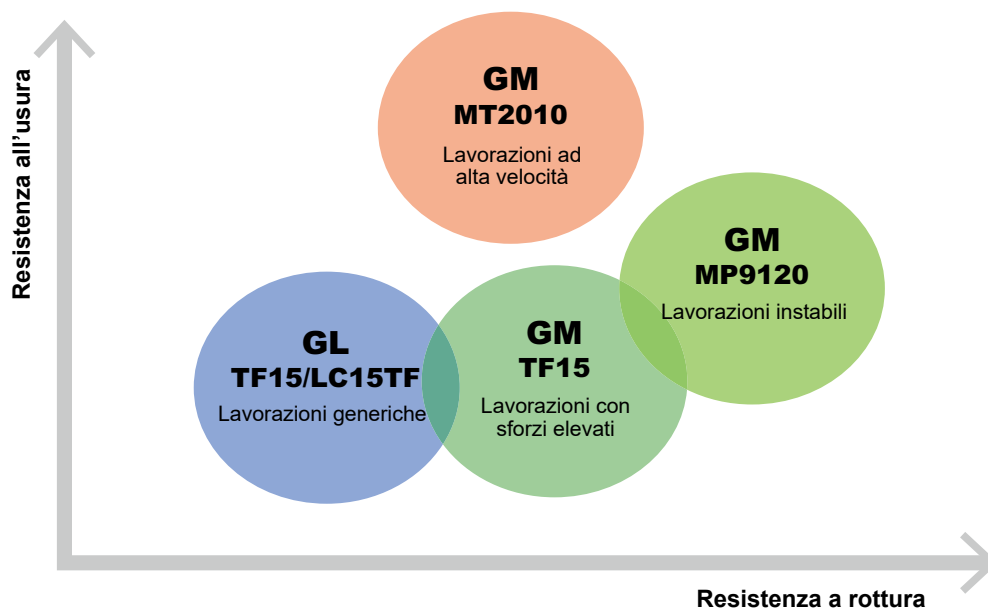 Resistenza all’usura
GM
MT2010
Lavorazioni ad
alta velocità
GM
MP9120
Lavorazioni instabili
GL
TF15/LC15TF
Lavorazioni generiche
GM
TF15
Lavorazioni con
sforzi elevati
Resistenza a rottura